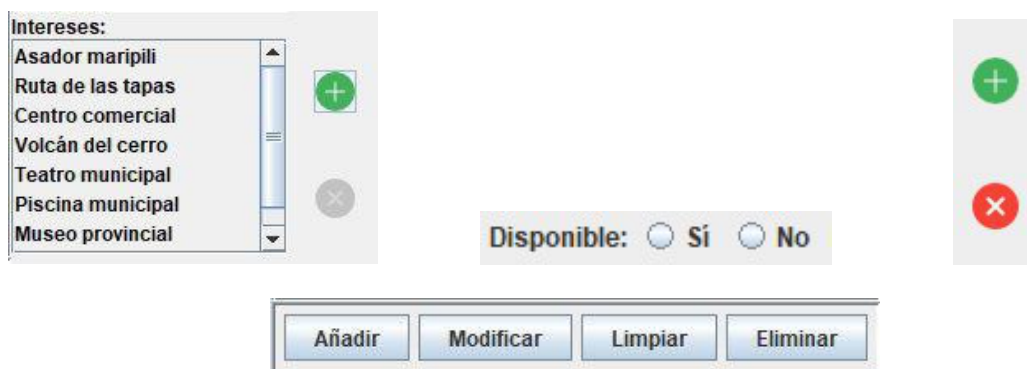 Intereses:
Asador maripili
Ruta de las tapas
Centro comercial
Volcán del cerro
Teatro municipal
Piscina municipal
Museo provincial
Disponible: Sí No
Añadir Modificar Limpiar Eliminar